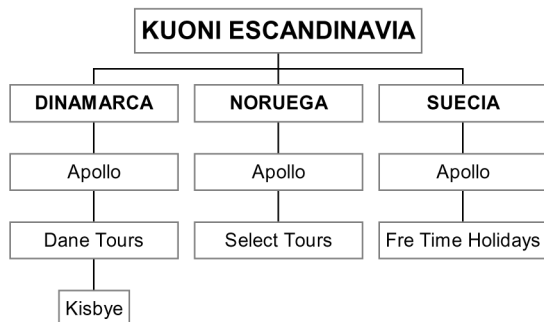 KUONI ESCANDINAVIA
DINAMARCA
NORUEGA
SUECIA
Apollo
Apollo
Apollo
Dane Tours
Select Tours
Fre Time Holidays
Kisbye